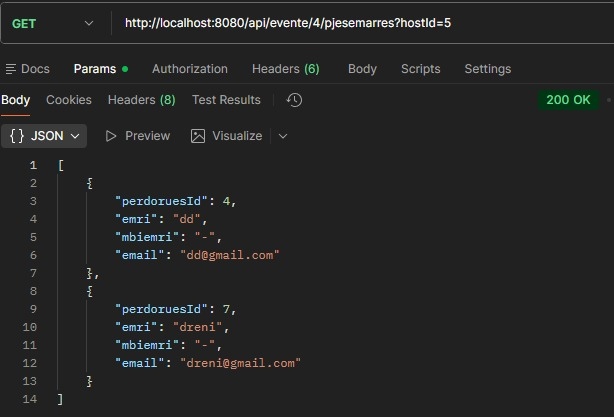 GET http://localhost:8080/api/evente/4/pjesemarres?hostId=5
Docs Params Authorization Headers (6) Body Scripts Settings
Body Cookies Headers (8) Test Results 200 OK
{} JSON Preview Visualize
1 [
2 {
3 "perdoruesId": 4,
4 "emri": "dd",
5 "mbiemri": "-",
6 "email": "dd@gmail.com"
7 },
8 {
9 "perdoruesId": 7,
10 "emri": "dreni",
11 "mbiemri": "-",
12 "email": "dreni@gmail.com"
13 }
14 ]